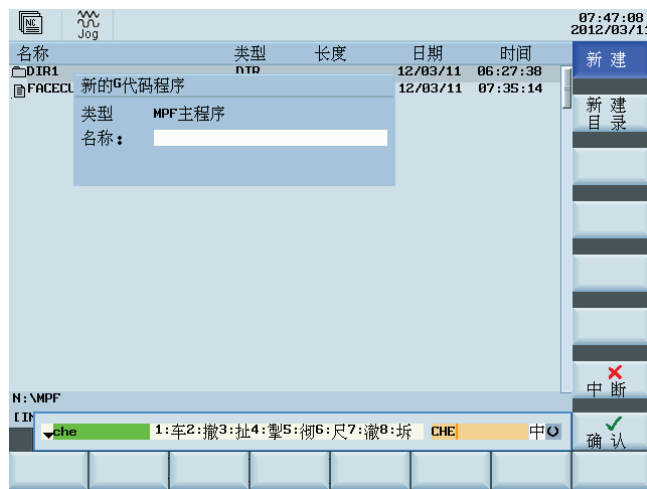 NC
Jog
07:47:08
2012/03/11
名称 类型 长度 日期 时间
DIR1 DIR 12/03/11 06:27:38
FACECU 12/03/11 07:35:14
新的G代码程序
类型 MPF主程序
名称:
新建
新建
目录
中断
确认
N:\MPF
che 1:车2:撤3:扯4:掣5:彻6:尺7:澈8:坼 CHE 中